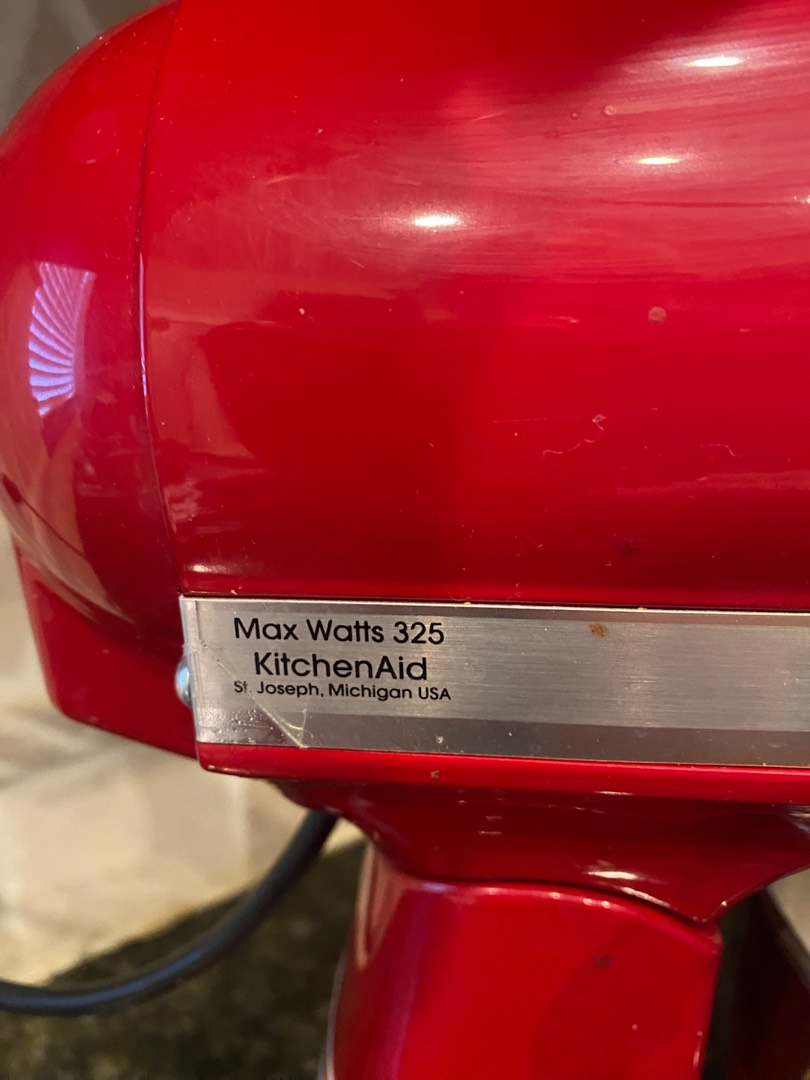 Max Watts 325
KitchenAid
St. Joseph, Michigan USA